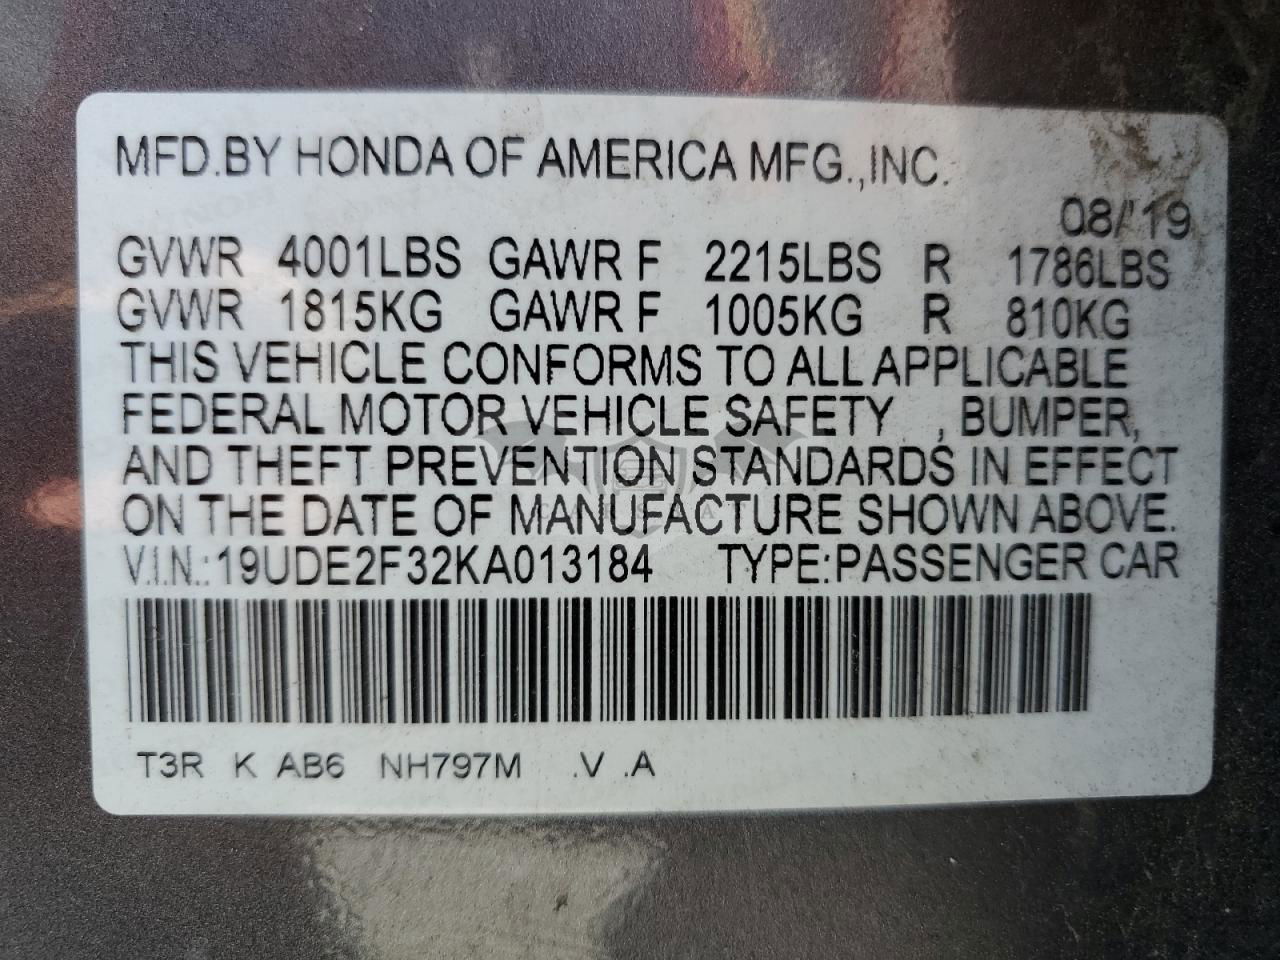 MFD.BY HONDA OF AMERICA MFG.,INC.
08/'19
GVWR 4001LBS GAWR F 2215LBS R 1786LBS
GVWR 1815KG GAWR F 1005KG R 810KG
THIS VEHICLE CONFORMS TO ALL APPLICABLE
FEDERAL MOTOR VEHICLE SAFETY , BUMPER,
AND THEFT PREVENTION STANDARDS IN EFFECT
ON THE DATE OF MANUFACTURE SHOWN ABOVE.
V.I.N.:19UDE2F32KA013184 TYPE:PASSENGER CAR
T3R K AB6 NH797M .V .A